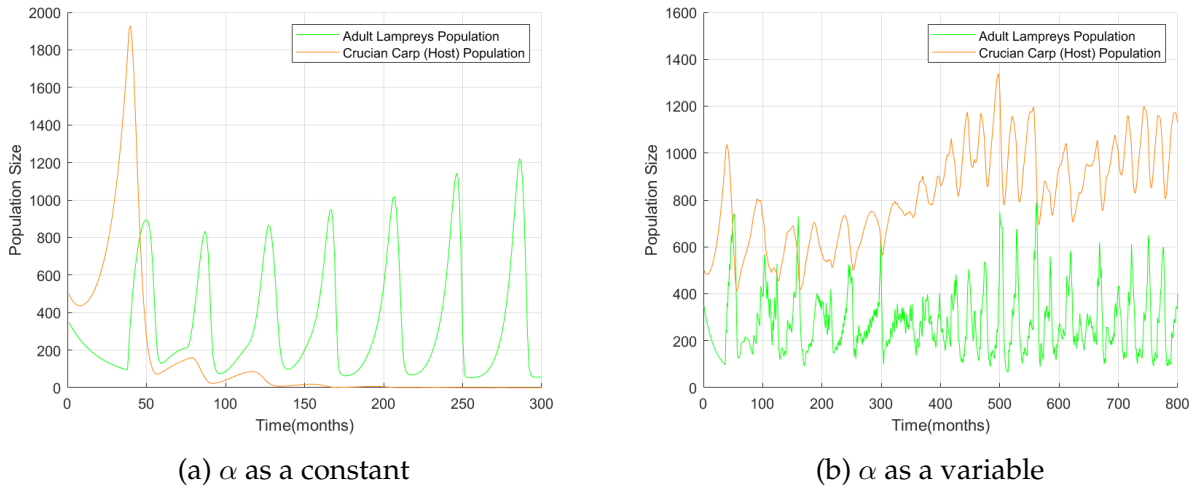 Adult Lampreys Population
Crucian Carp (Host) Population
2000
1800
1600
1400
1200
1000
800
600
400
200
0
Population Size
0 50 100 150 200 250 300
Time(months)
(a) α as a constant
Adult Lampreys Population
Crucian Carp (Host) Population
1600
1400
1200
1000
800
600
400
200
0
Population Size
0 100 200 300 400 500 600 700 800
Time(months)
(b) α as a variable